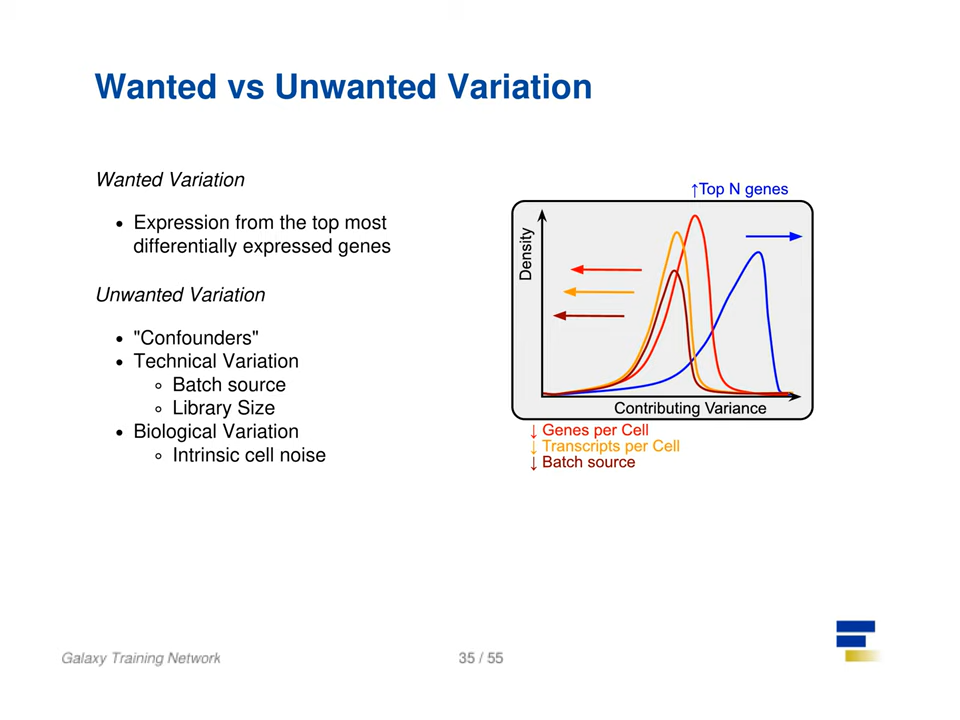 Wanted vs Unwanted Variation
Wanted Variation
Expression from the top most
differentially expressed genes
Unwanted Variation
"Confounders"
Technical Variation
Batch source
Library Size
Biological Variation
Intrinsic cell noise
↑Top N genes
Density
Contributing Variance
↓ Genes per Cell
↓ Transcripts per Cell
↓ Batch source
Galaxy Training Network
35 / 55